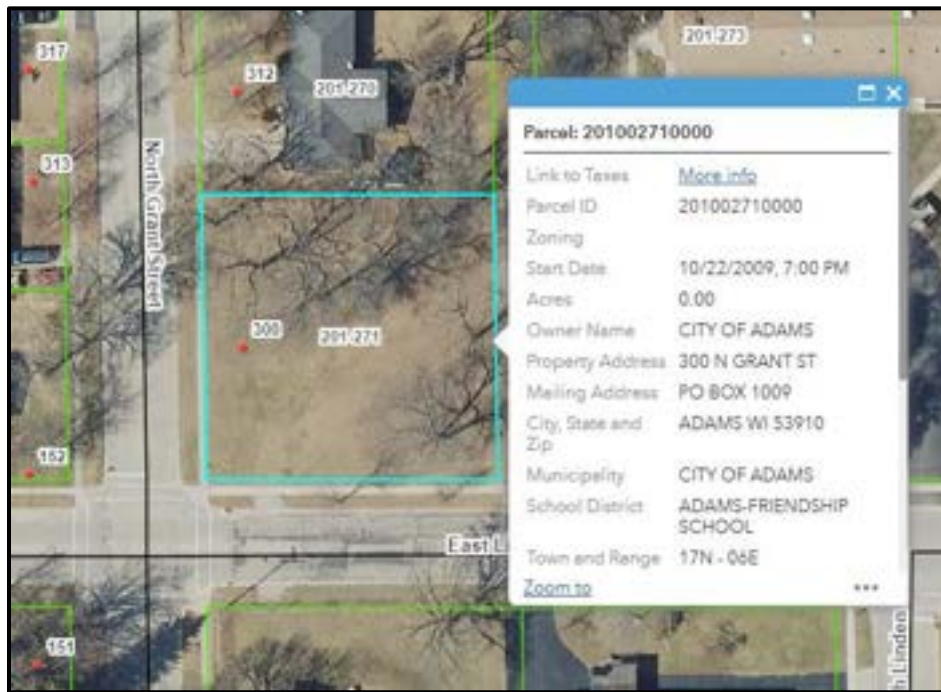 317
312
201-270
201-273
313
North Grant Street
300
201-271
152
East L
151
h Linden
Parcel: 201002710000
Link to Taxes More info
Parcel ID 201002710000
Zoning
Start Date 10/22/2009, 7:00 PM
Acres 0.00
Owner Name CITY OF ADAMS
Property Address 300 N GRANT ST
Mailing Address PO BOX 1009
City, State and ADAMS WI 53910
Zip
Municipality CITY OF ADAMS
School District ADAMS-FRIENDSHIP
SCHOOL
Town and Range 17N - 06E
Zoom to